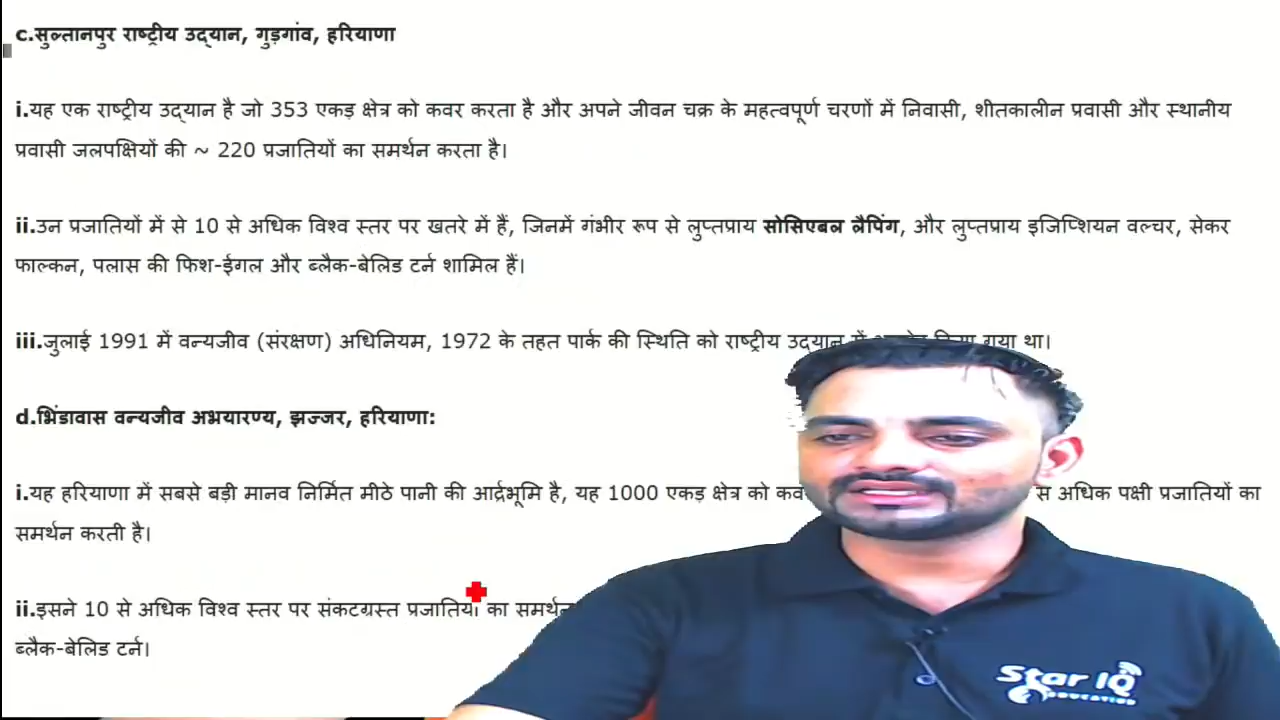 c.सुल्तानपुर राष्ट्रीय उद्यान, गुड़गांव, हरियाणा
i.यह एक राष्ट्रीय उद्यान है जो 353 एकड़ क्षेत्र को कवर करता है और अपने जीवन चक्र के महत्वपूर्ण चरणों में निवासी, शीतकालीन प्रवासी और स्थानीय
प्रवासी जलपक्षियों की ~ 220 प्रजातियों का समर्थन करता है।
ii.उन प्रजातियों में से 10 से अधिक विश्व स्तर पर खतरे में हैं, जिनमें गंभीर रूप से लुप्तप्राय सोसिएबल लैपिंग, और लुप्तप्राय इजिप्शियन वल्चर, सेकर
फाल्कन, पलास की फिश-ईगल और ब्लैक-बेलिड टर्न शामिल हैं।
iii.जुलाई 1991 में वन्यजीव (संरक्षण) अधिनियम, 1972 के तहत पार्क की स्थिति को राष्ट्रीय उद्यान में गया था।
d.भिंडावास वन्यजीव अभयारण्य, झज्जर, हरियाणा:
i.यह हरियाणा में सबसे बड़ी मानव निर्मित मीठे पानी की आर्द्रभूमि है, यह 1000 एकड़ क्षेत्र को से अधिक पक्षी प्रजातियों का
समर्थन करती है।
ii.इसने 10 से अधिक विश्व स्तर पर संकटग्रस्त प्रजातियों का समर्थन
ब्लैक-बेलिड टर्न।
Star IQ
EDUCATION